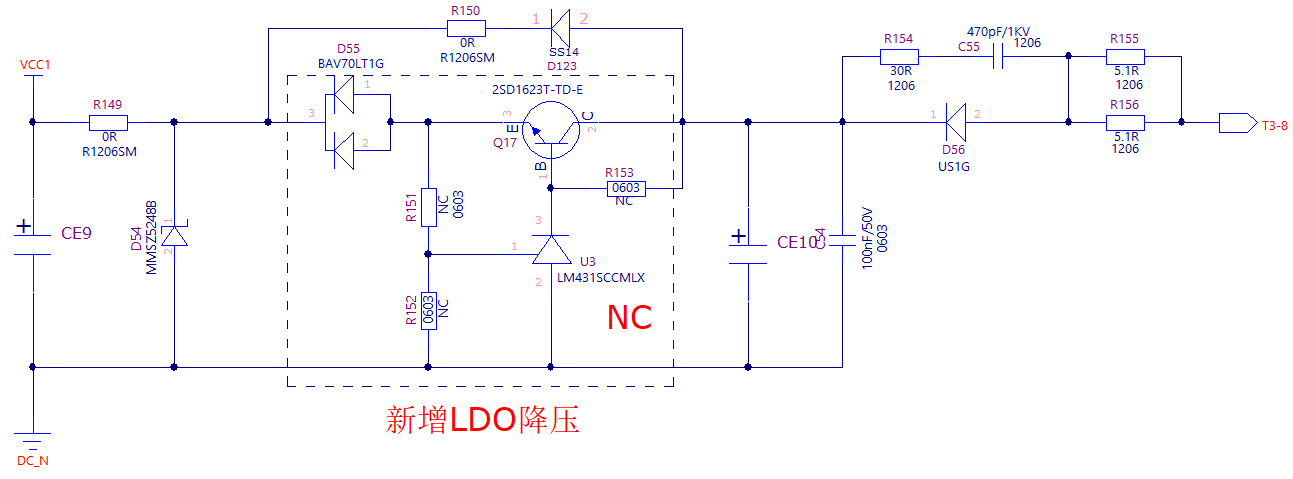 R150
0R
R1206SM
1
2
SS14
D123
VCC1
R149
0R
R1206SM
D55
BAV70LT1G
3
1
2
2SD1623T-TD-E
3
E
C
2
Q17
B
1
R153
0603
NC
R151
NC
0603
R152
0603
NC
3
1
2
U3
LM431SCCMLX
NC
CE9
D54
1
2
MMSZ5248B
CE10
C54
100nF/50V
0603
R154
30R
1206
470pF/1KV
C55
1206
R155
5.1R
1206
1
2
D56
US1G
R156
5.1R
1206
T3-8
新增LDO降压
DC_N